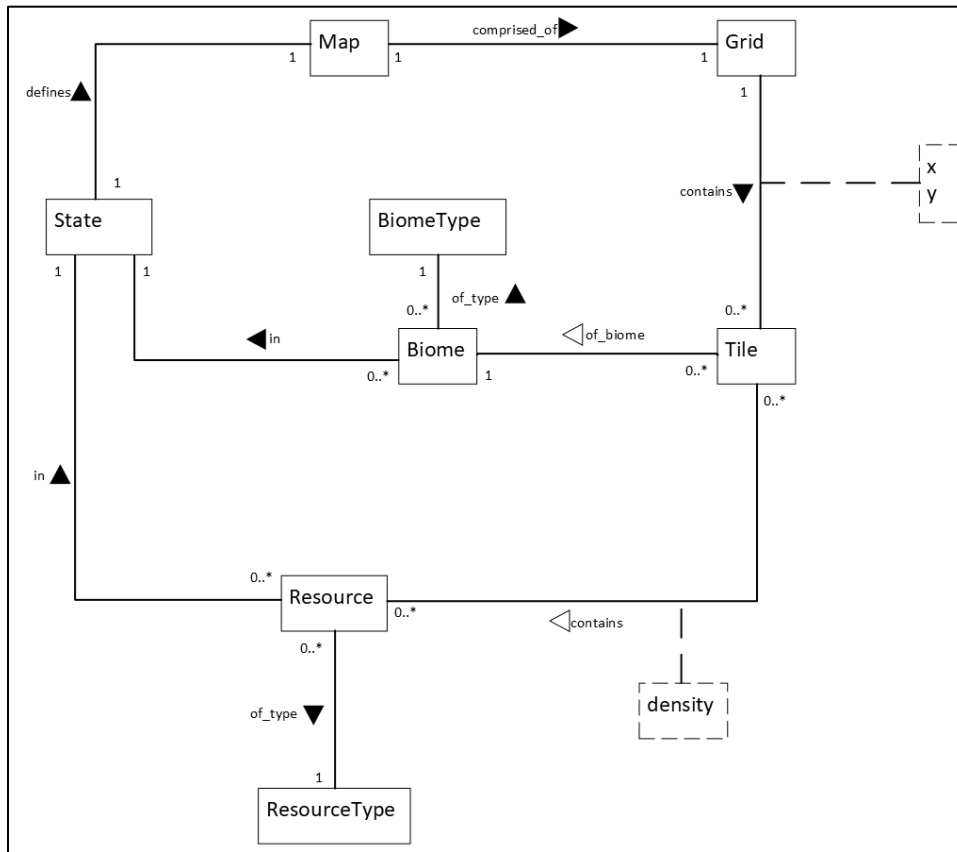 Map
comprised_of
Grid
1
1
1
1
defines
1
x
y
contains
State
BiomeType
1
1
1
0..*
of_type
0..*
in
Biome
of_biome
Tile
0..*
1
0..*
0..*
in
0..*
Resource
0..*
contains
0..*
of_type
density
1
ResourceType